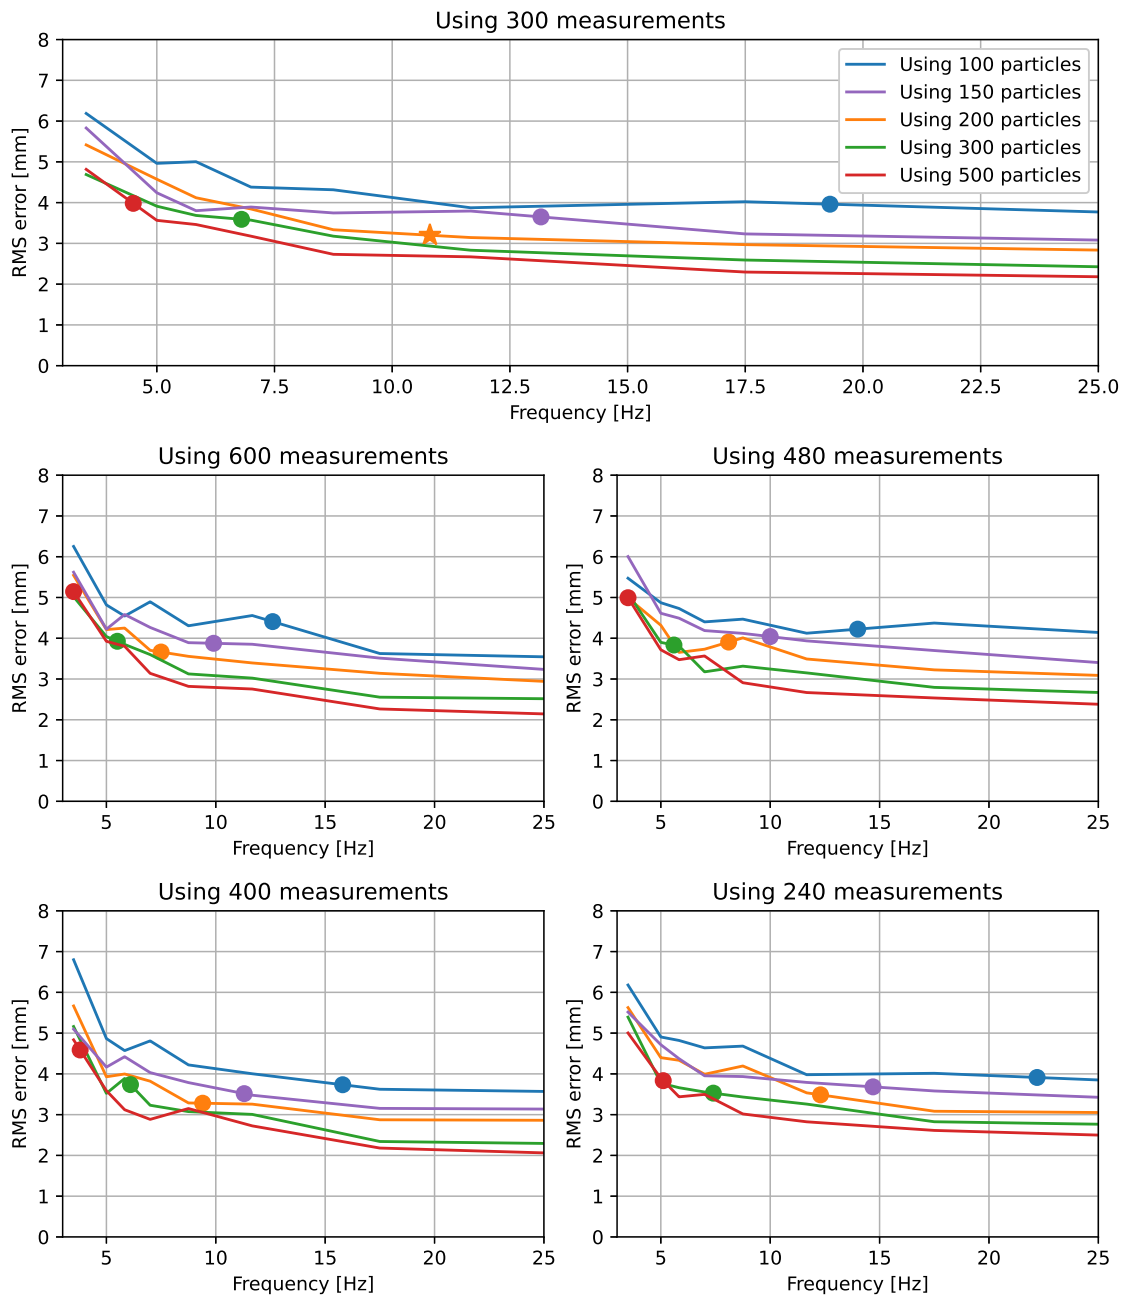 Using 300 measurements
8
7
6
5
4
3
2
1
0
RMS error [mm]
Using 100 particles
Using 150 particles
Using 200 particles
Using 300 particles
Using 500 particles
5.0 7.5 10.0 12.5 15.0 17.5 20.0 22.5 25.0
Frequency [Hz]
Using 600 measurements
8
7
6
5
4
3
2
1
0
RMS error [mm]
5 10 15 20 25
Frequency [Hz]
Using 480 measurements
8
7
6
5
4
3
2
1
0
RMS error [mm]
5 10 15 20 25
Frequency [Hz]
Using 400 measurements
8
7
6
5
4
3
2
1
0
RMS error [mm]
5 10 15 20 25
Frequency [Hz]
Using 240 measurements
8
7
6
5
4
3
2
1
0
RMS error [mm]
5 10 15 20 25
Frequency [Hz]